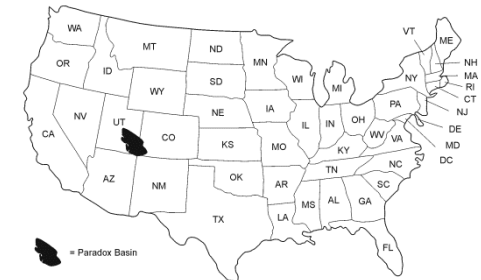 WA
MT
ND
MN
VT
ME
OR
ID
SD
WI
MI
NY
NH
MA
RI
CT
WY
NE
IA
PA
NJ
NV
UT
CO
KS
MO
IL
IN
OH
WV
VA
DE
MD
DC
CA
KY
NC
AZ
NM
OK
AR
TN
SC
TX
LA
MS
AL
GA
FL
= Paradox Basin